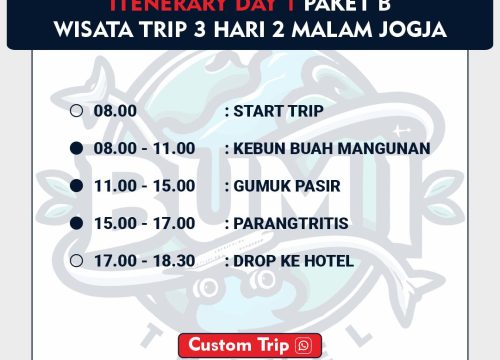 ITENERARY DAY 1 PAKET B
WISATA TRIP 3 HARI 2 MALAM JOGJA
08.00 : START TRIP
08.00 - 11.00 : KEBUN BUAH MANGUNAN
11.00 - 15.00 : GUMUK PASIR
15.00 - 17.00 : PARANGTRITIS
17.00 - 18.30 : DROP KE HOTEL
BUMI
Custom Trip